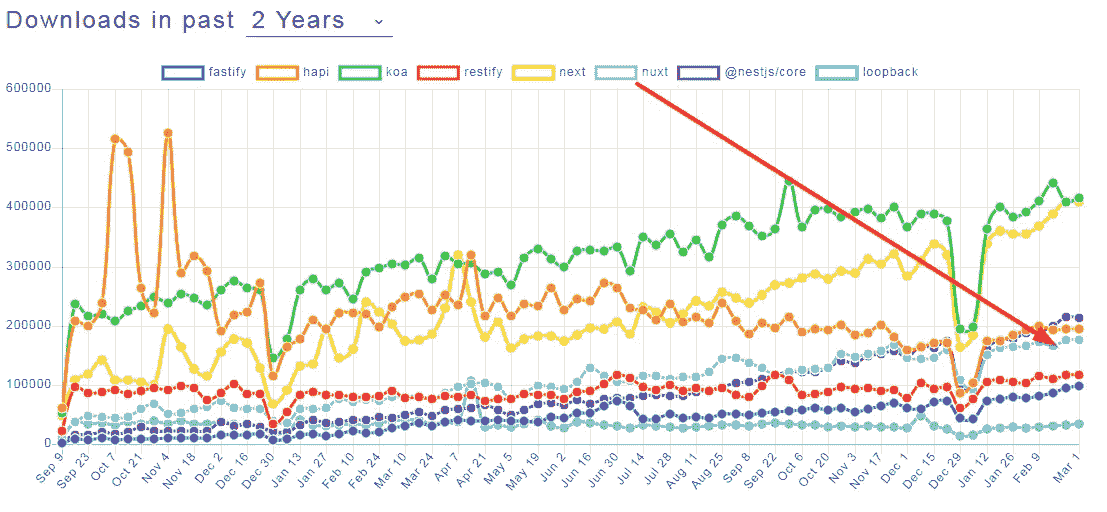 Downloads in past 2 Years
fastify hapi koa restify next nuxt @nestjs/core loopback
600000
500000
400000
300000
200000
100000
0
Sep 9 Sep 23 Oct 7 Oct 21 Nov 4 Nov 18 Dec 2 Dec 16 Dec 30 Jan 13 Jan 27 Feb 10 Feb 24 Mar 10 Mar 24 Apr 7 Apr 21 May 5 May 19 Jun 2 Jun 16 Jun 30 Jul 14 Jul 28 Aug 11 Aug 25 Sep 8 Sep 22 Oct 6 Oct 20 Nov 3 Nov 17 Dec 1 Dec 15 Dec 29 Jan 12 Jan 26 Feb 9 Mar 1